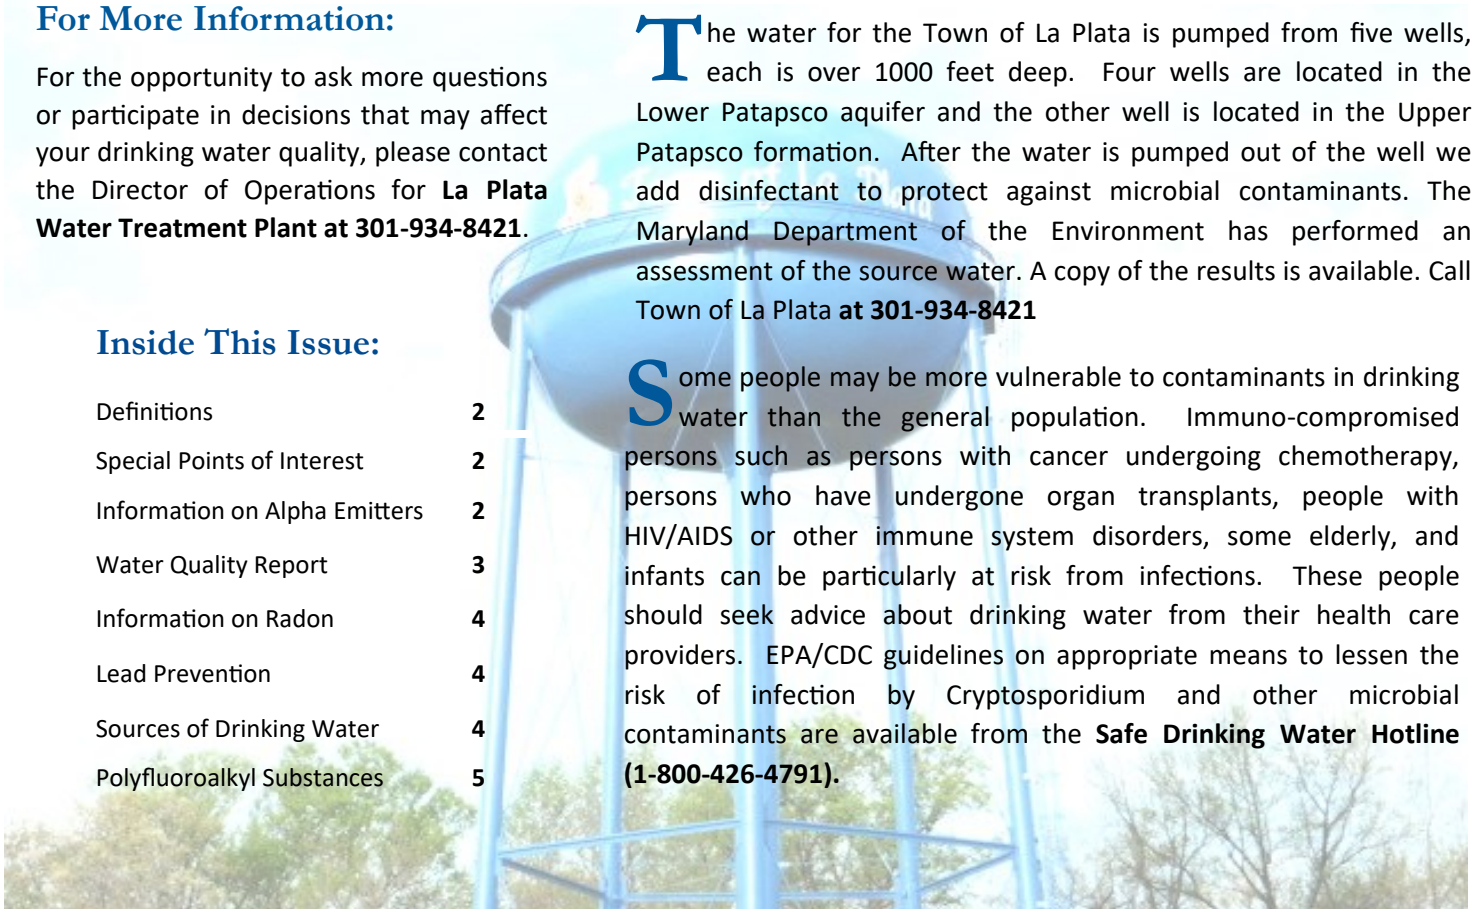 For More Information:
For the opportunity to ask more questions
or participate in decisions that may affect
your drinking water quality, please contact
the Director of Operations for La Plata
Water Treatment Plant at 301-934-8421.
Inside This Issue:
Definitions 2
Special Points of Interest 2
Information on Alpha Emitters 2
Water Quality Report 3
Information on Radon 4
Lead Prevention 4
Sources of Drinking Water 4
Polyfluoroalkyl Substances 5
The water for the Town of La Plata is pumped from five wells,
each is over 1000 feet deep. Four wells are located in the
Lower Patapsco aquifer and the other well is located in the Upper
Patapsco formation. After the water is pumped out of the well we
add disinfectant to protect against microbial contaminants. The
Maryland Department of the Environment has performed an
assessment of the source water. A copy of the results is available. Call
Town of La Plata at 301-934-8421
Some people may be more vulnerable to contaminants in drinking
water than the general population. Immuno-compromised
persons such as persons with cancer undergoing chemotherapy,
persons who have undergone organ transplants, people with
HIV/AIDS or other immune system disorders, some elderly, and
infants can be particularly at risk from infections. These people
should seek advice about drinking water from their health care
providers. EPA/CDC guidelines on appropriate means to lessen the
risk of infection by Cryptosporidium and other microbial
contaminants are available from the Safe Drinking Water Hotline
(1-800-426-4791).
Town of La Plata